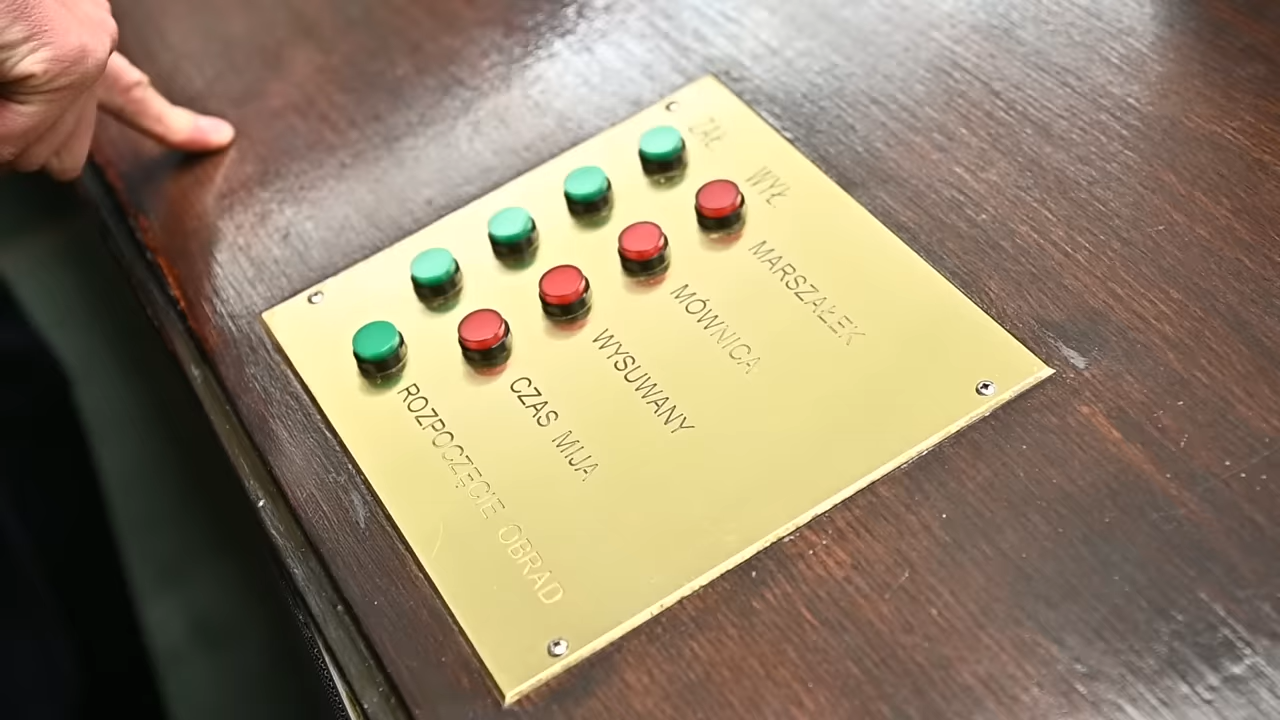 ZAŁ WYŁ
MARSZAŁEK
MÓWNICA
WYSUWANY
CZAS MIJA
ROZPOCZĘCIE OBRAD